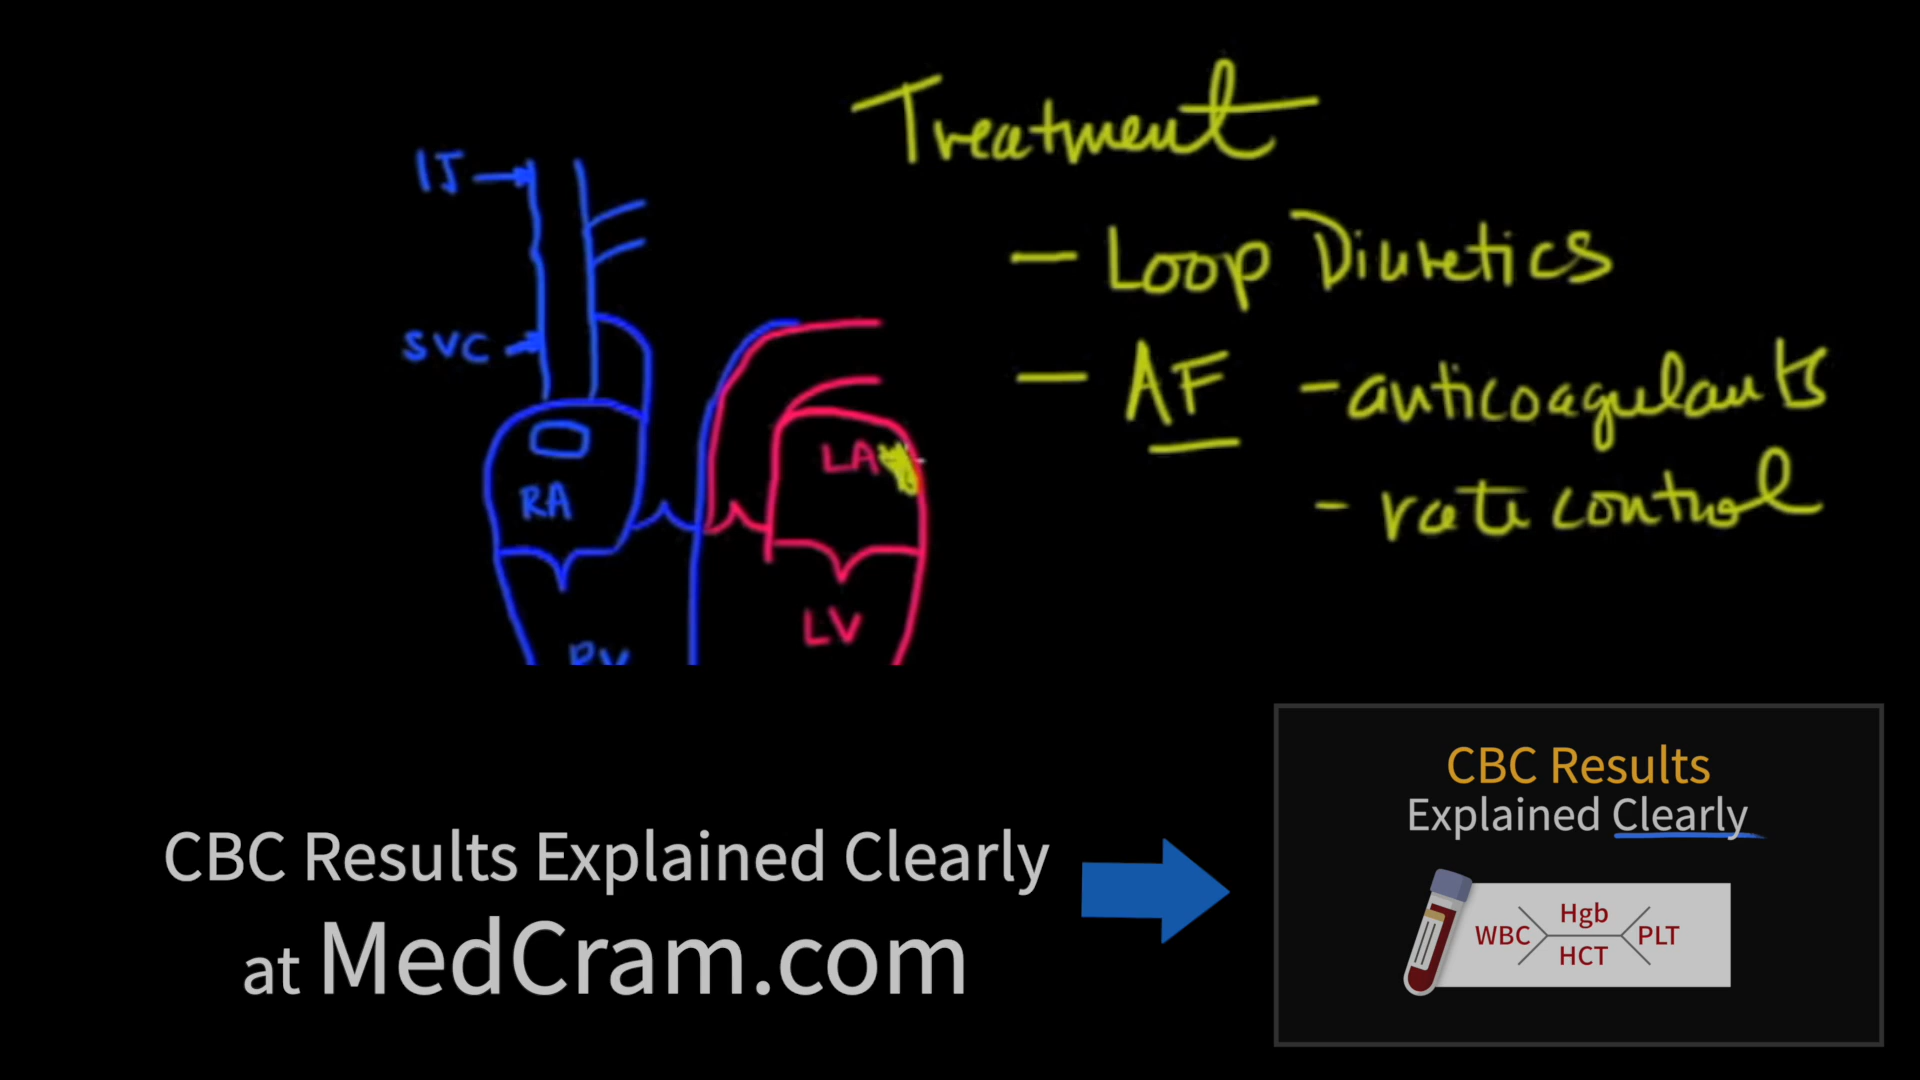 Treatment
IJ
- Loop Diuretics
SVC
- AF - anticoagulants
LA
RA
- rate control
LV
RV
CBC Results
Explained Clearly
CBC Results Explained Clearly
at MedCram.com
Hgb
WBC PLT
HCT